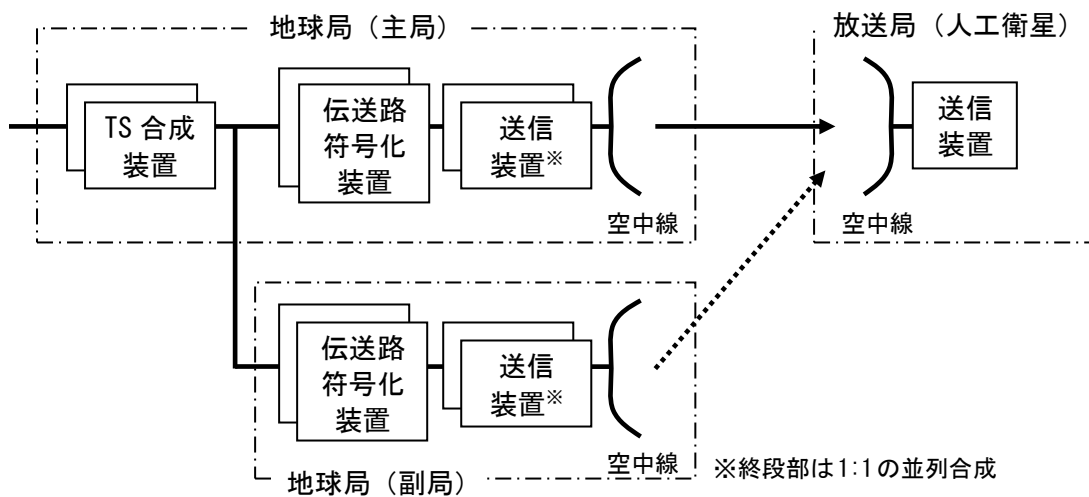 地球局（主局）
放送局（人工衛星）
TS 合成
装置
伝送路
符号化
装置
送信
装置※
空中線
送信
装置
空中線
伝送路
符号化
装置
送信
装置※
空中線
地球局（副局）
※終段部は1:1の並列合成